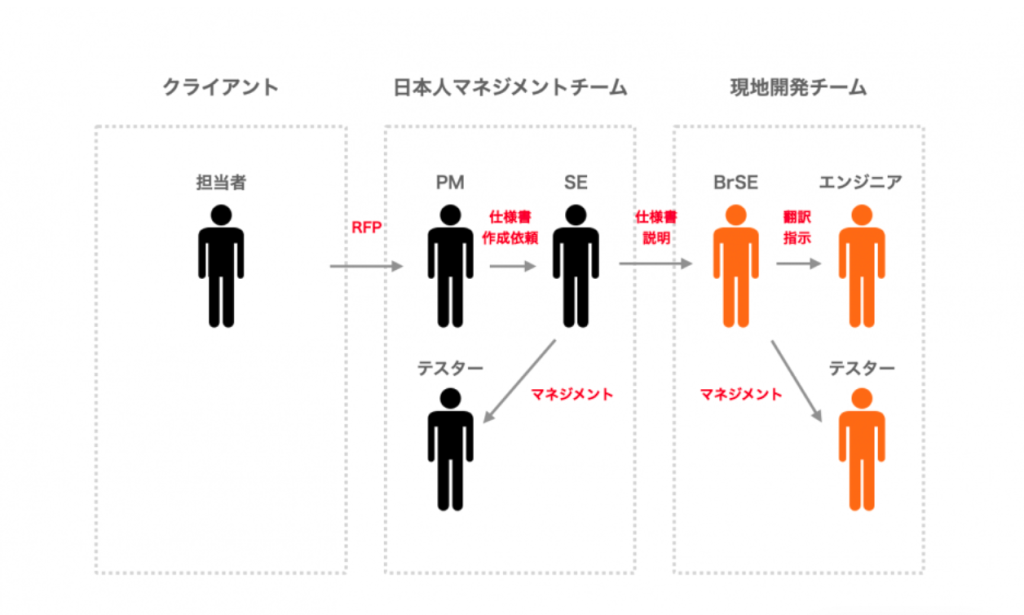 クライアント
日本人マネジメントチーム
現地開発チーム
担当者
PM
SE
BrSE
エンジニア
RFP
仕様書
作成依頼
仕様書
説明
翻訳
指示
テスター
マネジメント
マネジメント
テスター